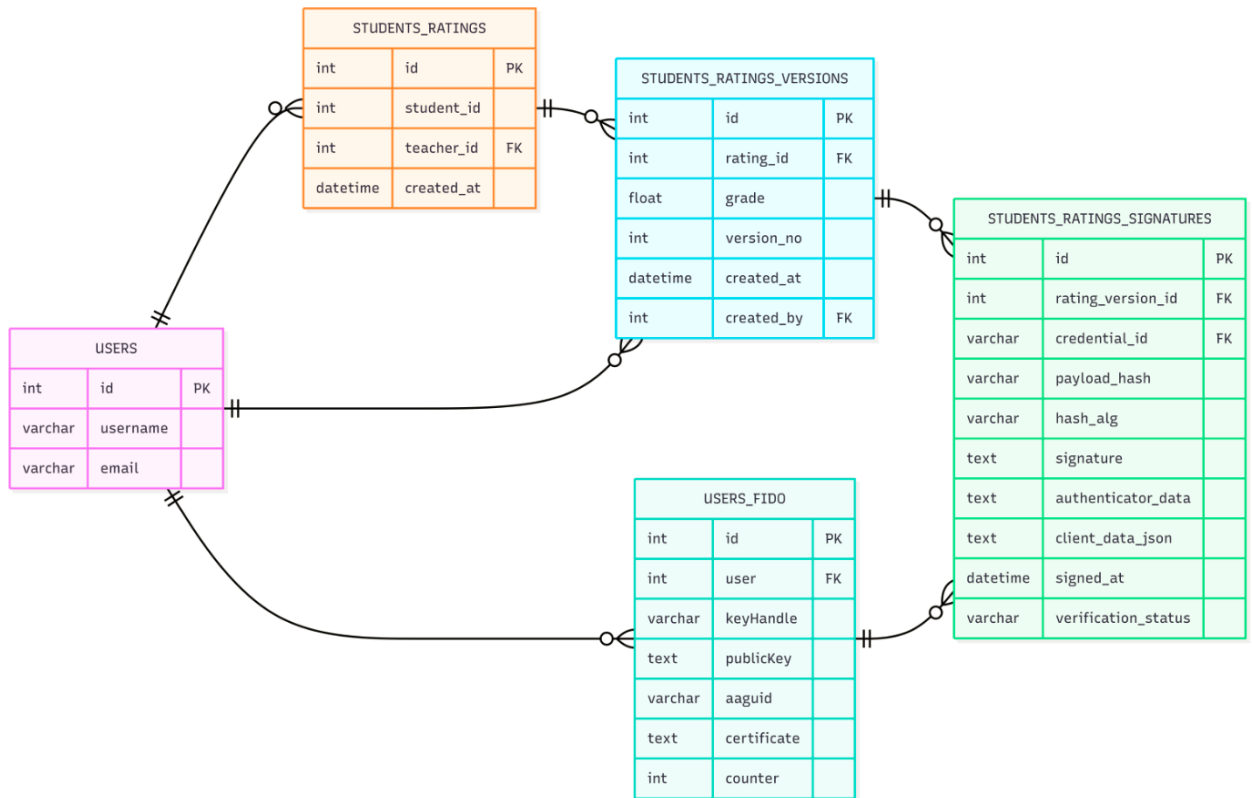 STUDENTS_RATINGS
int id PK
int student_id
int teacher_id FK
datetime created_at
STUDENTS_RATINGS_VERSIONS
int id PK
int rating_id FK
float grade
int version_no
datetime created_at
int created_by FK
STUDENTS_RATINGS_SIGNATURES
int id PK
int rating_version_id FK
varchar credential_id FK
varchar payload_hash
varchar hash_alg
text signature
text authenticator_data
text client_data_json
datetime signed_at
varchar verification_status
USERS
int id PK
varchar username
varchar email
USERS_FIDO
int id PK
int user FK
varchar keyHandle
text publicKey
varchar aaguid
text certificate
int counter